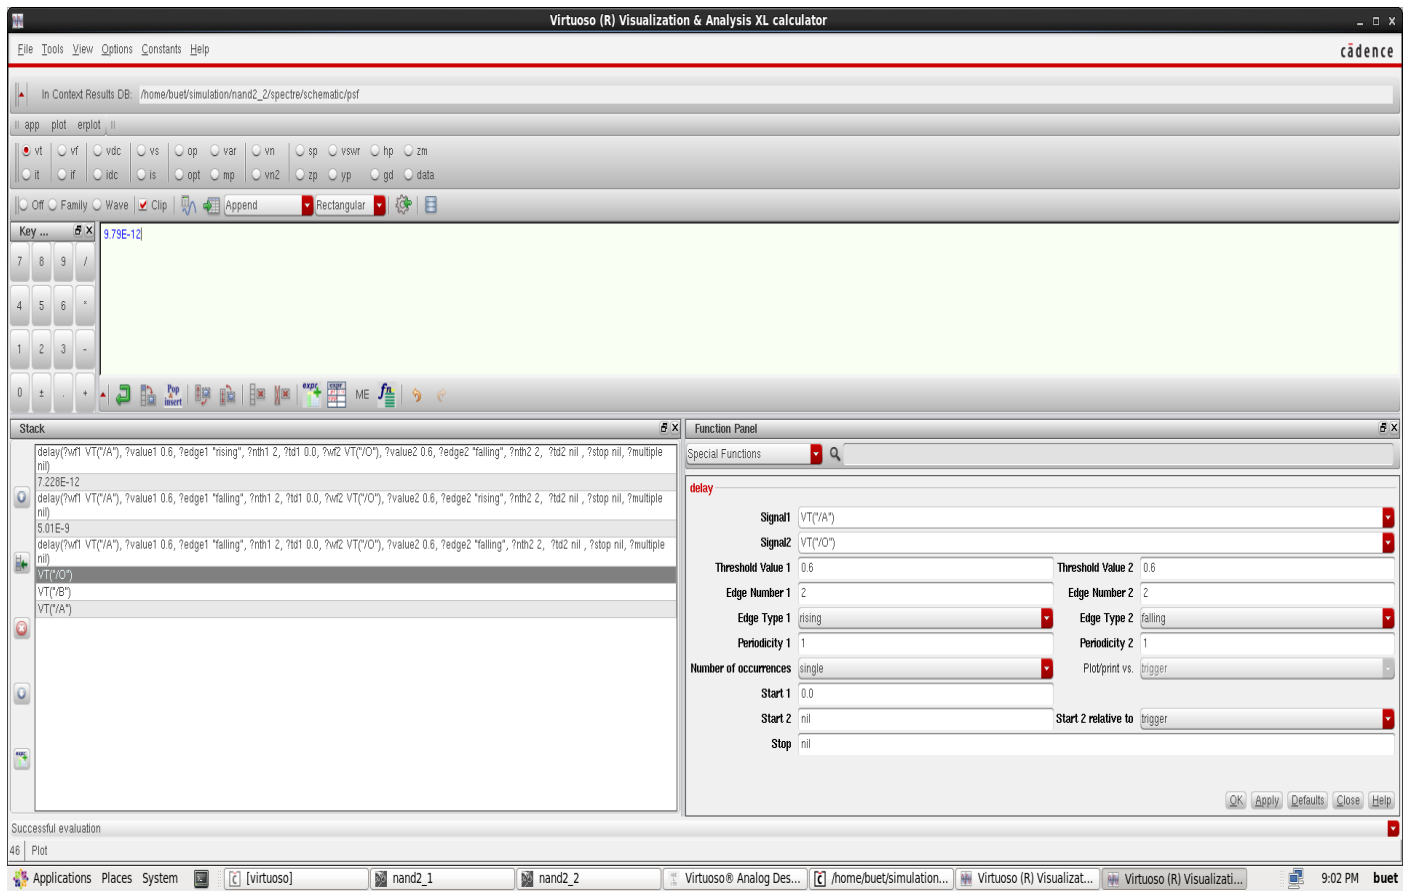 Virtuoso (R) Visualization & Analysis XL calculator
File Tools View Options Constants Help
cādence
In Context Results DB: /home/buet/simulation/nand2_2/spectre/schematic/psf
app plot erplot
vt vf vdc vs op var vn sp vswr hp zm
it if idc is opt mp vn2 zp yp gd data
Off Family Wave Clip Append Rectangular
Key ...
9.79E-12
7 8 9 /
4 5 6 *
1 2 3 -
0 ± . +
Pop insert expr expr ME fn
Stack
delay(?wf1 VT("/A"), ?value1 0.6, ?edge1 "rising", ?nth1 2, ?td1 0.0, ?wf2 VT("/O"), ?value2 0.6, ?edge2 "falling", ?nth2 2, ?td2 nil , ?stop nil, ?multiple
nil)
7.228E-12
delay(?wf1 VT("/A"), ?value1 0.6, ?edge1 "falling", ?nth1 2, ?td1 0.0, ?wf2 VT("/O"), ?value2 0.6, ?edge2 "rising", ?nth2 2, ?td2 nil , ?stop nil, ?multiple
nil)
5.01E-9
delay(?wf1 VT("/A"), ?value1 0.6, ?edge1 "falling", ?nth1 2, ?td1 0.0, ?wf2 VT("/O"), ?value2 0.6, ?edge2 "falling", ?nth2 2, ?td2 nil , ?stop nil, ?multiple
nil)
VT("/O")
VT("/B")
VT("/A")
expr
Function Panel
Special Functions
delay
Signal1 VT("/A")
Signal2 VT("/O")
Threshold Value 1 0.6 Threshold Value 2 0.6
Edge Number 1 2 Edge Number 2 2
Edge Type 1 rising Edge Type 2 falling
Periodicity 1 1 Periodicity 2 1
Number of occurrences single Plot/print vs. trigger
Start 1 0.0
Start 2 nil Start 2 relative to trigger
Stop nil
OK Apply Defaults Close Help
Successful evaluation
46 Plot
Applications Places System [virtuoso] nand2_1 nand2_2 Virtuoso® Analog Des... /home/buet/simulation... Virtuoso (R) Visualizat... Virtuoso (R) Visualizati... 9:02 PM buet